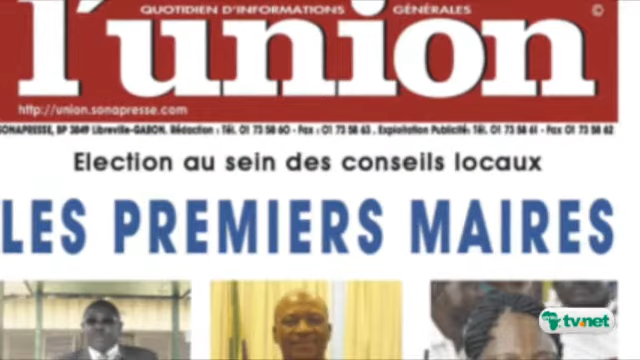 QUOTIDIEN D'INFORMATIONS GÉNÉRALES ©
l'union
http://union.sonapresse.com
SONAPRESSE, BP 3849 Libreville-GABON. Rédaction : Tél. 01 73 58 60 - Fax : 01 73 58 63. Exploitation Publicité: Tél. 01 73 58 61 - Fax 01 73 58 62
Election au sein des conseils locaux
LES PREMIERS MAIRES
tv.net